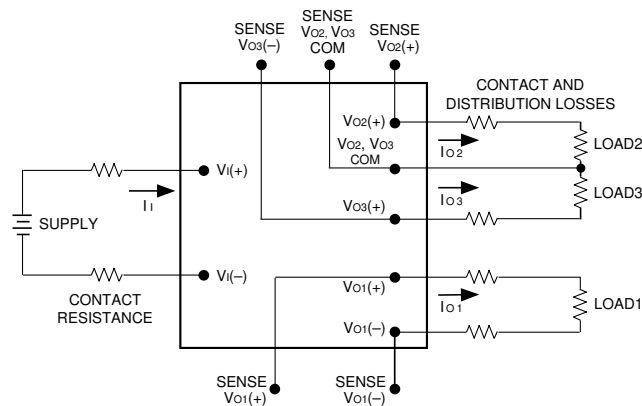 SENSE
VO3(–)
SENSE
VO2, VO3
COM
SENSE
VO2(+)
CONTACT AND
DISTRIBUTION LOSSES
VO2(+)
IO2
LOAD2
VO2, VO3
COM
VI(+)
II
IO3
LOAD3
VO3(+)
SUPPLY
VI(–)
CONTACT
RESISTANCE
VO1(+)
IO1
LOAD1
VO1(–)
SENSE
VO1(+)
SENSE
VO1(–)